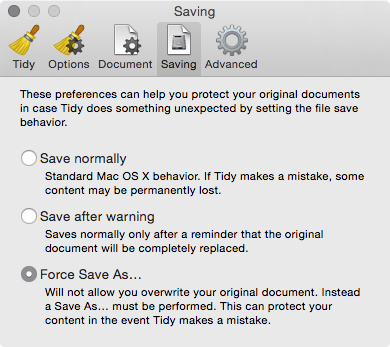 Saving
Tidy Options Document Saving Advanced
These preferences can help you protect your original documents
in case Tidy does something unexpected by setting the file save
behavior.
Save normally
Standard Mac OS X behavior. If Tidy makes a mistake, some
content may be permanently lost.
Save after warning
Saves normally only after a reminder that the original
document will be completely replaced.
Force Save As...
Will not allow you overwrite your original document. Instead
a Save As... must be performed. This can protect your
content in the event Tidy makes a mistake.